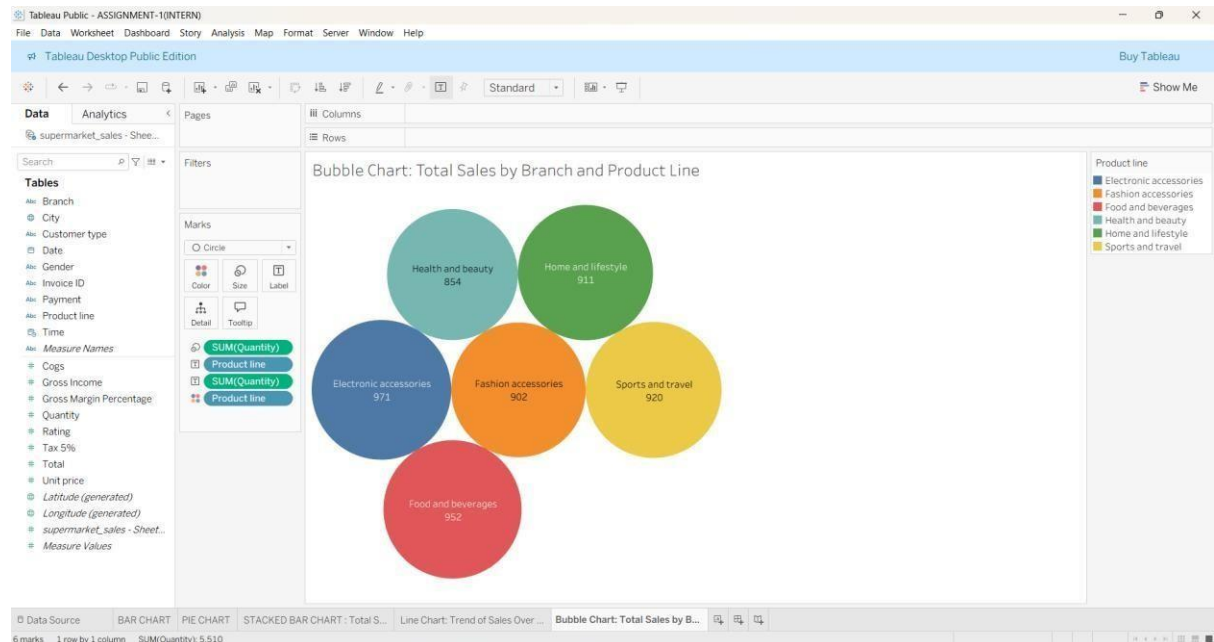 Tableau Public - ASSIGNMENT-1(INTERN)
File Data Worksheet Dashboard Story Analysis Map Format Server Window Help
Tableau Desktop Public Edition
Buy Tableau
Standard
Show Me
Data Analytics
supermarket_sales - Shee...
Search
Tables
Abc Branch
City
Abc Customer type
Date
Abc Gender
Abc Invoice ID
Abc Payment
Abc Product line
Time
Abc Measure Names
# Cogs
# Gross Income
# Gross Margin Percentage
# Quantity
# Rating
# Tax 5%
# Total
# Unit price
Latitude (generated)
Longitude (generated)
# supermarket_sales - Sheet...
# Measure Values
Pages
Filters
Marks
Circle
Color Size Label
Detail Tooltip
SUM(Quantity)
Product line
SUM(Quantity)
Product line
Columns
Rows
Bubble Chart: Total Sales by Branch and Product Line
Health and beauty
854
Home and lifestyle
911
Electronic accessories
971
Fashion accessories
902
Sports and travel
920
Food and beverages
952
Product line
Electronic accessories
Fashion accessories
Food and beverages
Health and beauty
Home and lifestyle
Sports and travel
Data Source BAR CHART PIE CHART STACKED BAR CHART : Total S... Line Chart: Trend of Sales Over ... Bubble Chart: Total Sales by B...
6 marks 1 row by 1 column SUM(Quantity): 5,510